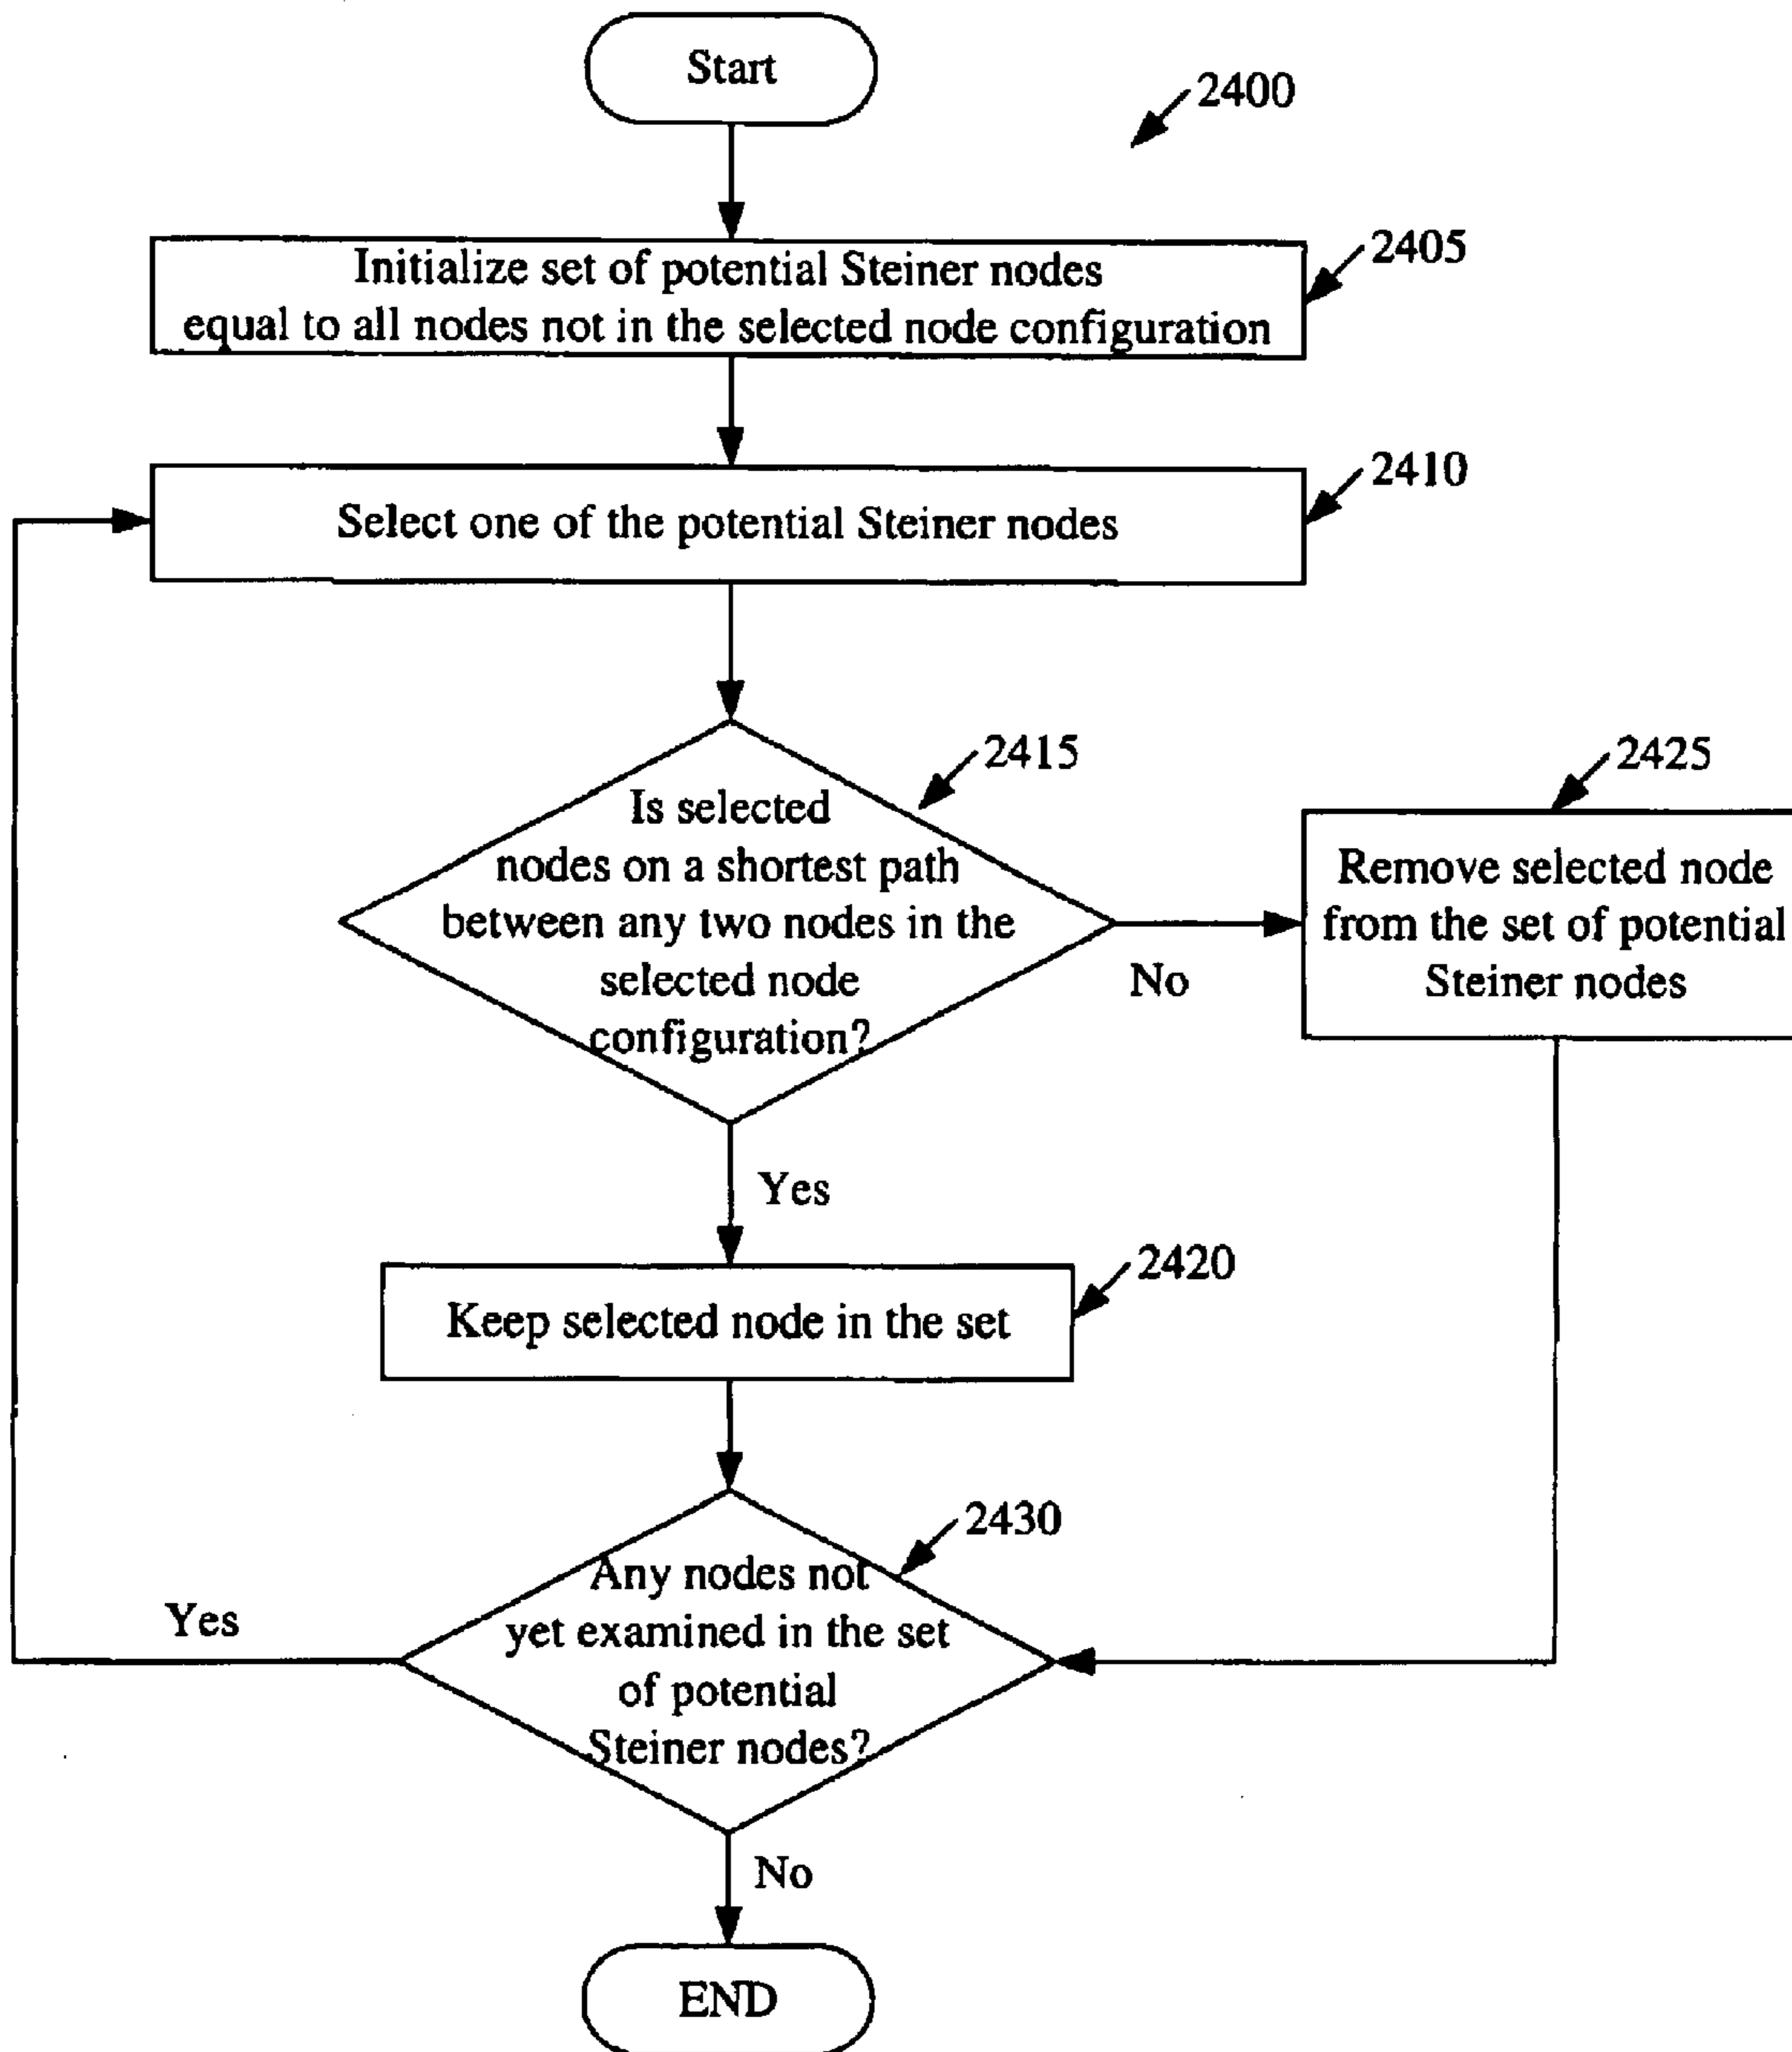 Start
2400
2405
Initialize set of potential Steiner nodes
equal to all nodes not in the selected node configuration
2410
Select one of the potential Steiner nodes
2415
Is selected
nodes on a shortest path
between any two nodes in the
selected node
configuration?
2425
Remove selected node
from the set of potential
Steiner nodes
No
Yes
2420
Keep selected node in the set
2430
Any nodes not
yet examined in the set
of potential
Steiner nodes?
Yes
No
END